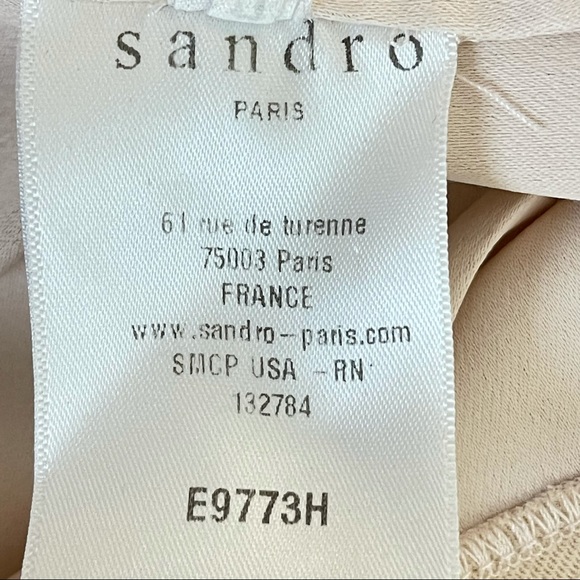 sandro
PARIS
61 rue de turenne
75003 Paris
FRANCE
www.sandro-paris.com
SMCP USA - RN
132784
E9773H